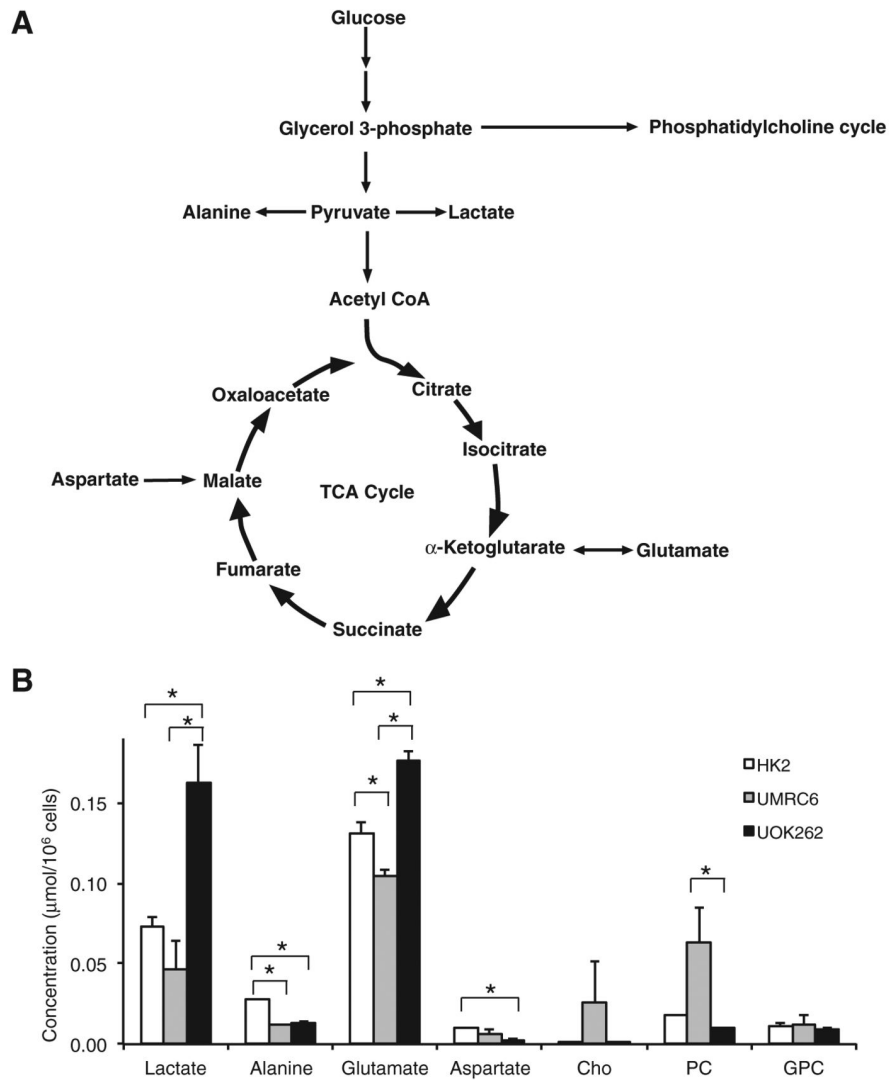 A
Glucose
Glycerol 3-phosphate
Phosphatidylcholine cycle
Alanine
Pyruvate
Lactate
Acetyl CoA
Oxaloacetate
Citrate
Isocitrate
Aspartate
Malate
TCA Cycle
α-Ketoglutarate
Glutamate
Fumarate
Succinate
B
* * * * * * * * *
HK2
UMRC6
UOK262
Concentration (μmol/10⁶ cells)
0.15
0.10
0.05
0.00
Lactate Alanine Glutamate Aspartate Cho PC GPC